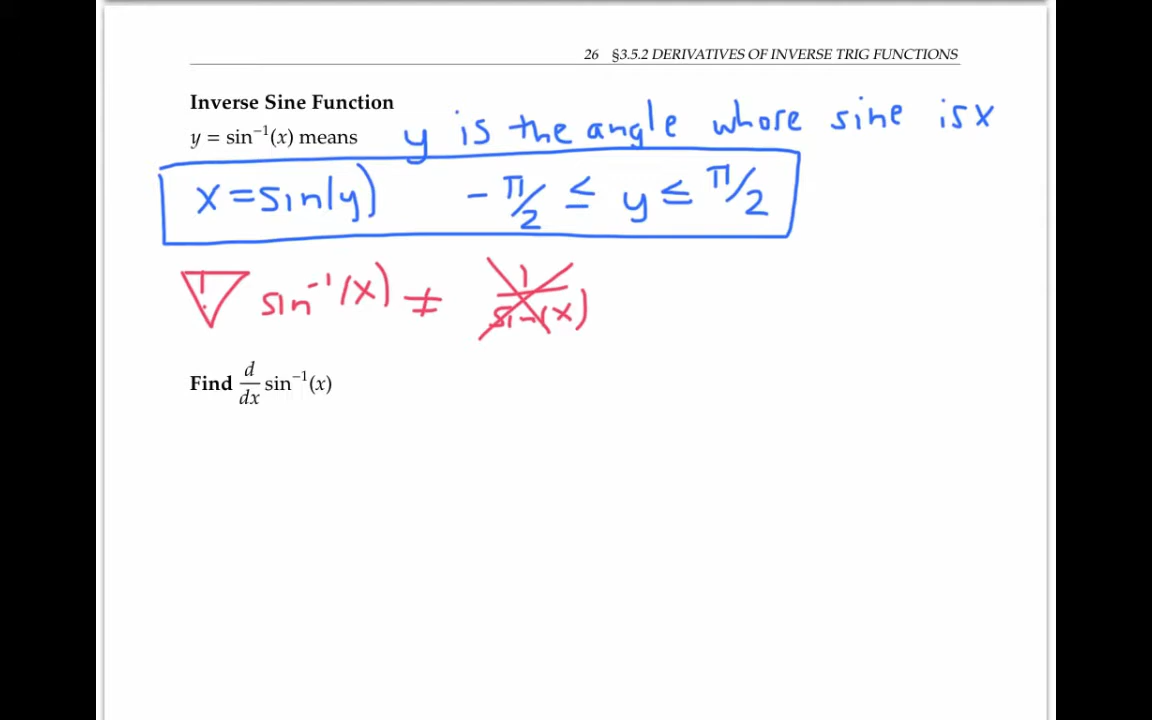 26 §3.5.2 DERIVATIVES OF INVERSE TRIG FUNCTIONS
Inverse Sine Function
y = sin⁻¹(x) means y is the angle whose sine is x
x = sin(y) -π/2 ≤ y ≤ π/2
! sin⁻¹(x) ≠ 1/sin(x)
Find d/dx sin⁻¹(x)